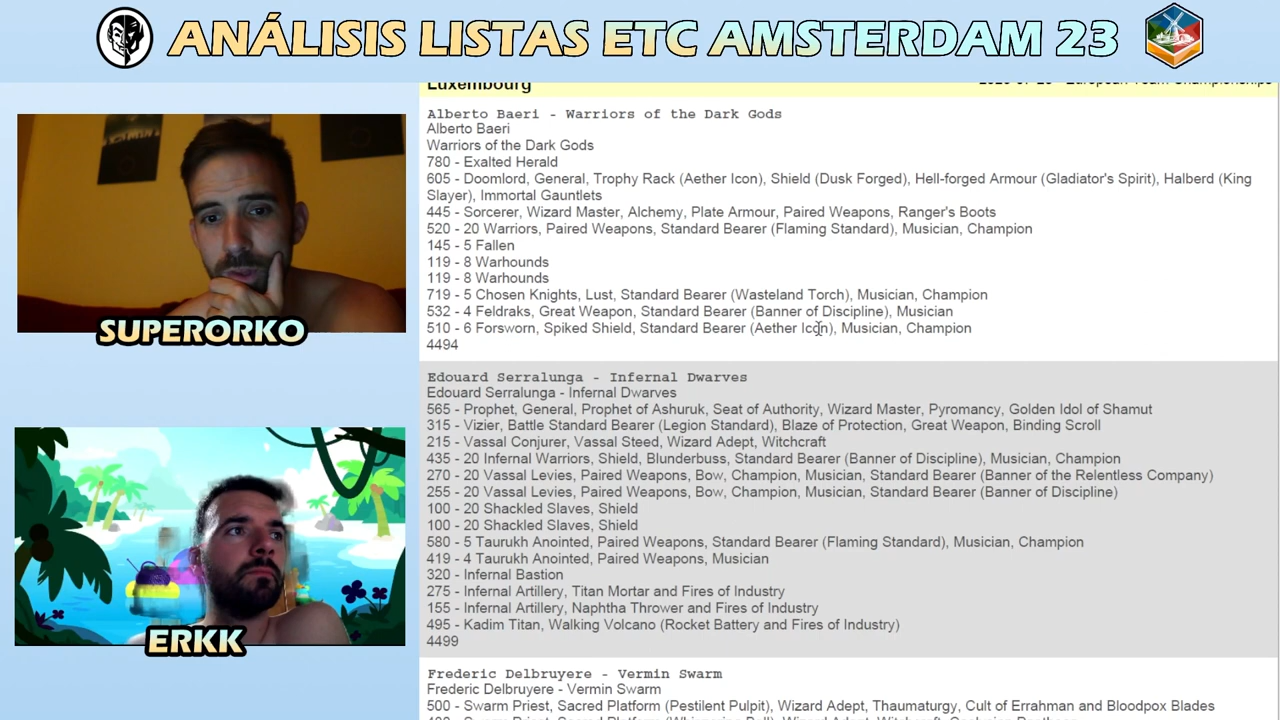 ANÁLISIS LISTAS ETC AMSTERDAM 23
Luxembourg
Alberto Baeri - Warriors of the Dark Gods
Alberto Baeri
Warriors of the Dark Gods
780 - Exalted Herald
605 - Doomlord, General, Trophy Rack (Aether Icon), Shield (Dusk Forged), Hell-forged Armour (Gladiator's Spirit), Halberd (King
Slayer), Immortal Gauntlets
445 - Sorcerer, Wizard Master, Alchemy, Plate Armour, Paired Weapons, Ranger's Boots
520 - 20 Warriors, Paired Weapons, Standard Bearer (Flaming Standard), Musician, Champion
145 - 5 Fallen
119 - 8 Warhounds
119 - 8 Warhounds
719 - 5 Chosen Knights, Lust, Standard Bearer (Wasteland Torch), Musician, Champion
532 - 4 Feldraks, Great Weapon, Standard Bearer (Banner of Discipline), Musician
510 - 6 Forsworn, Spiked Shield, Standard Bearer (Aether Icon), Musician, Champion
4494
Edouard Serralunga - Infernal Dwarves
Edouard Serralunga - Infernal Dwarves
565 - Prophet, General, Prophet of Ashuruk, Seat of Authority, Wizard Master, Pyromancy, Golden Idol of Shamut
315 - Vizier, Battle Standard Bearer (Legion Standard), Blaze of Protection, Great Weapon, Binding Scroll
215 - Vassal Conjurer, Vassal Steed, Wizard Adept, Witchcraft
435 - 20 Infernal Warriors, Shield, Blunderbuss, Standard Bearer (Banner of Discipline), Musician, Champion
270 - 20 Vassal Levies, Paired Weapons, Bow, Champion, Musician, Standard Bearer (Banner of the Relentless Company)
255 - 20 Vassal Levies, Paired Weapons, Bow, Champion, Musician, Standard Bearer (Banner of Discipline)
100 - 20 Shackled Slaves, Shield
100 - 20 Shackled Slaves, Shield
580 - 5 Taurukh Anointed, Paired Weapons, Standard Bearer (Flaming Standard), Musician, Champion
419 - 4 Taurukh Anointed, Paired Weapons, Musician
320 - Infernal Bastion
275 - Infernal Artillery, Titan Mortar and Fires of Industry
155 - Infernal Artillery, Naphtha Thrower and Fires of Industry
495 - Kadim Titan, Walking Volcano (Rocket Battery and Fires of Industry)
4499
Frederic Delbruyere - Vermin Swarm
Frederic Delbruyere - Vermin Swarm
500 - Swarm Priest, Sacred Platform (Pestilent Pulpit), Wizard Adept, Thaumaturgy, Cult of Errahman and Bloodpox Blades
SUPERORKO
ERKK